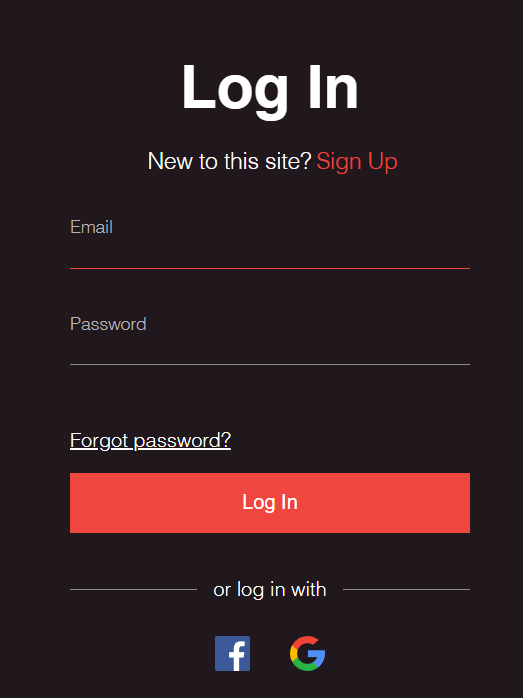 Log In
New to this site? Sign Up
Email
Password
Forgot password?
Log In
or log in with